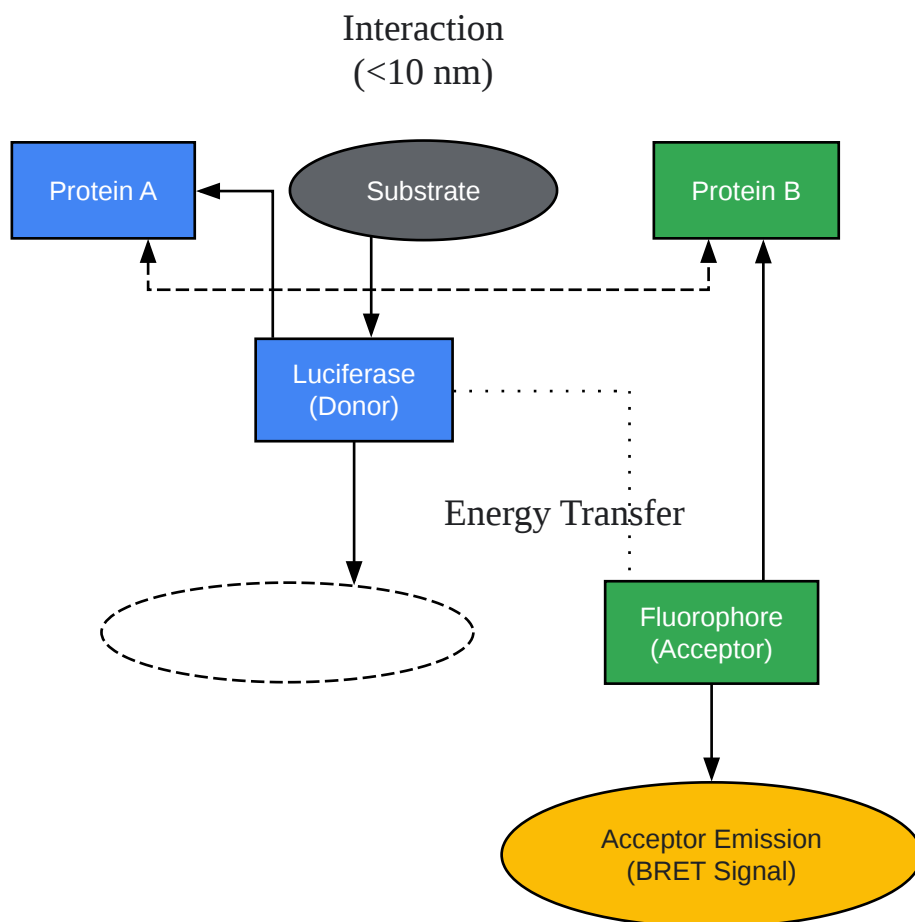 Interaction
(<10 nm)
Protein A
Substrate
Protein B
Luciferase
(Donor)
Energy Transfer
Fluorophore
(Acceptor)
Acceptor Emission
(BRET Signal)